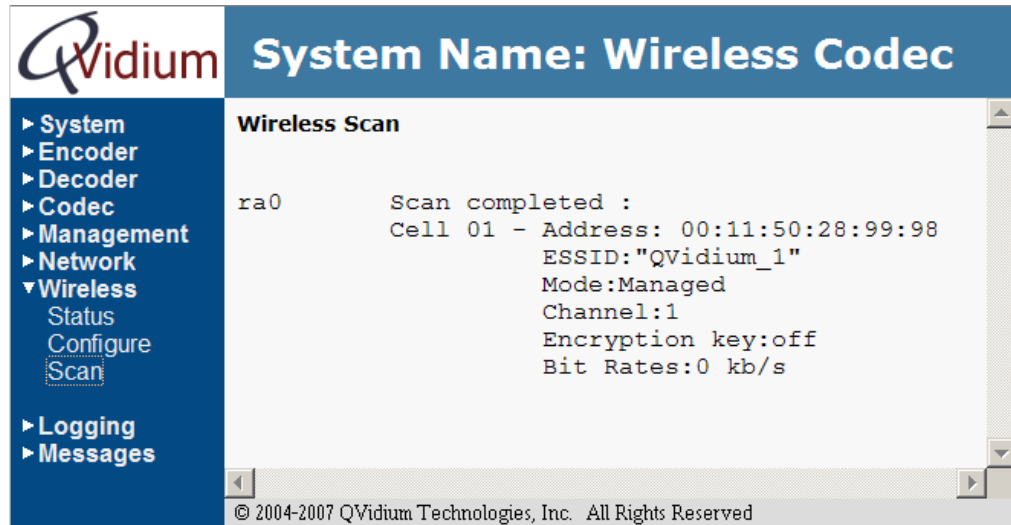 QVidium
System Name: Wireless Codec
System
Encoder
Decoder
Codec
Management
Network
Wireless
Status
Configure
Scan
Logging
Messages
Wireless Scan
ra0 Scan completed :
Cell 01 - Address: 00:11:50:28:99:98
ESSID:"QVidium_1"
Mode:Managed
Channel:1
Encryption key:off
Bit Rates:0 kb/s
© 2004-2007 QVidium Technologies, Inc. All Rights Reserved